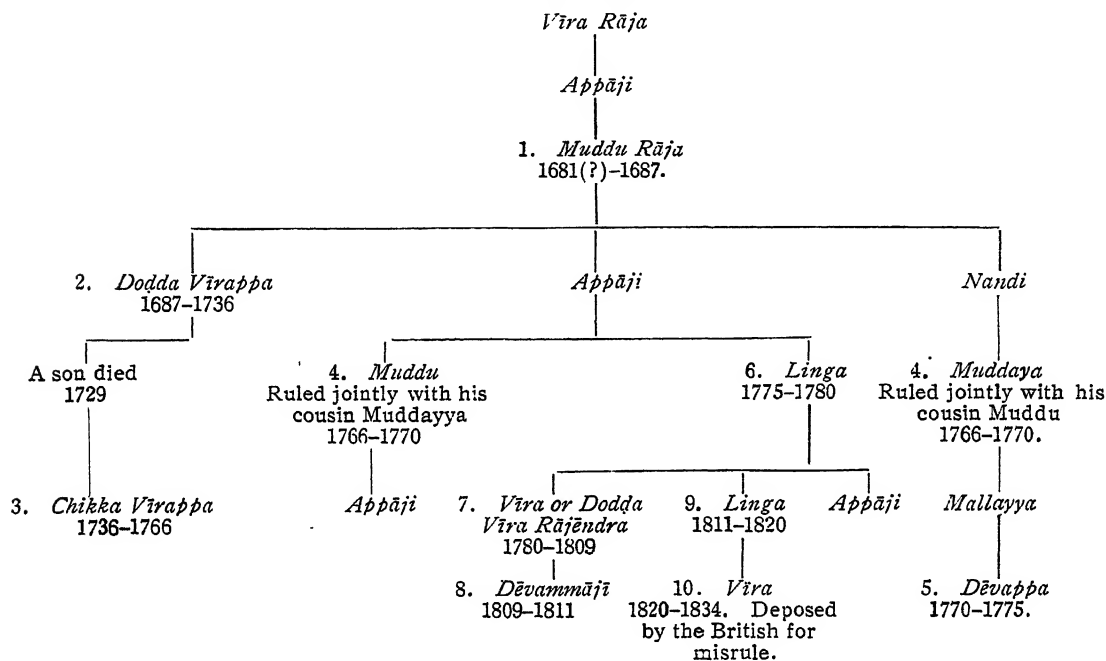 Vīra Rāja
Appāji
1. Muddu Rāja
1681(?)–1687.
2. Doḍda Vīrappa
1687–1736
Appāji
Nandi
A son died
1729
4. Muddu
Ruled jointly with his
cousin Muddayya
1766–1770
6. Linga
1775–1780
4. Muddaya
Ruled jointly with his
cousin Muddu
1766–1770.
3. Chikka Vīrappa
1736–1766
Appāji
7. Vīra or Doḍḍa
Vīra Rājēndra
1780–1809
9. Linga
1811–1820
Appāji
Mallayya
8. Dēvammājī
1809–1811
10. Vīra
1820–1834. Deposed
by the British for
misrule.
5. Dēvappa
1770–1775.